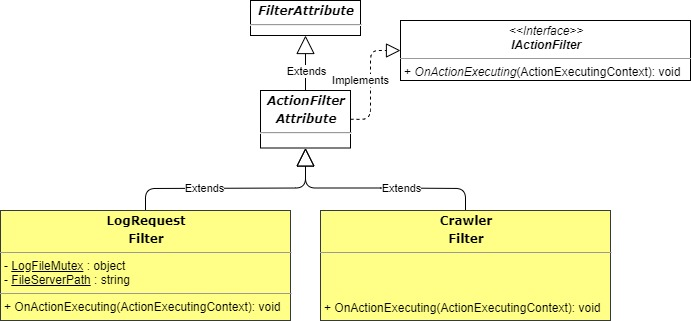 FilterAttribute
<<Interface>>
IActionFilter
+ OnActionExecuting(ActionExecutingContext): void
Extends
Implements
ActionFilter
Attribute
Extends
Extends
LogRequest
Filter
- LogFileMutex : object
- FileServerPath : string
+ OnActionExecuting(ActionExecutingContext): void
Crawler
Filter
+ OnActionExecuting(ActionExecutingContext): void